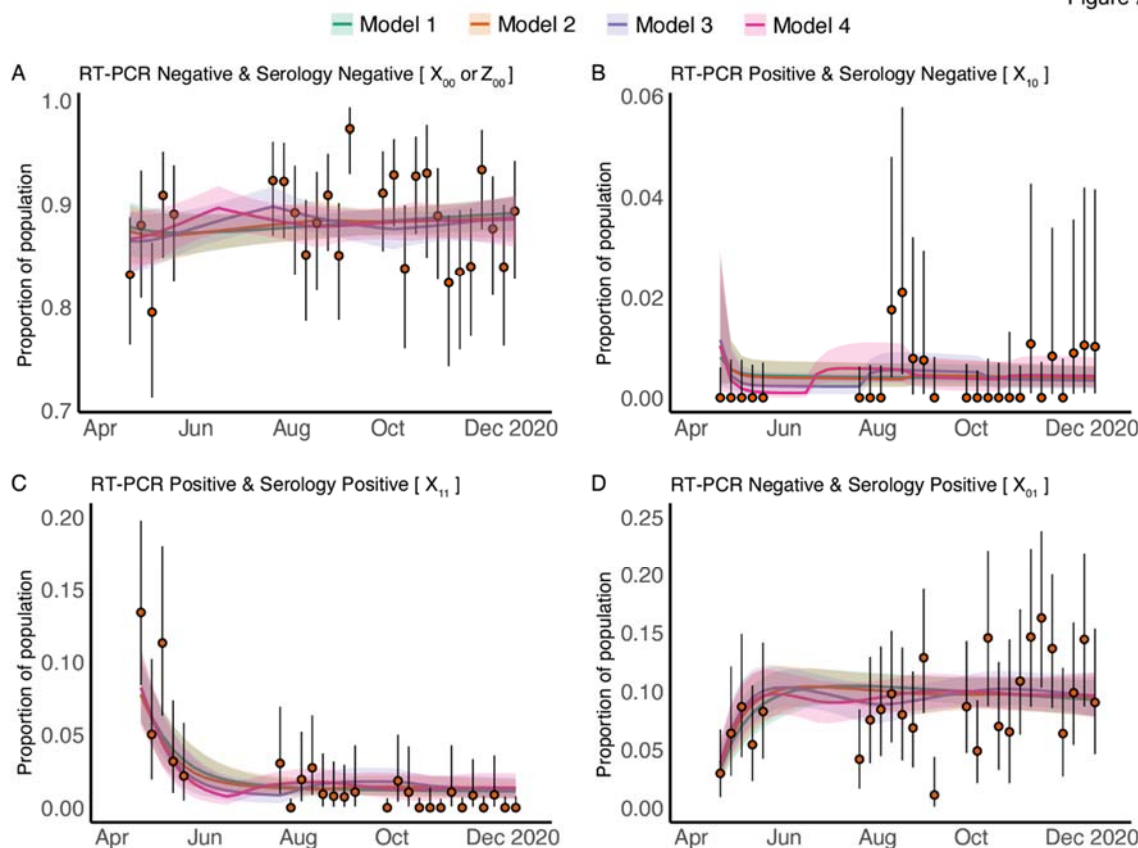 Figure
Model 1 Model 2 Model 3 Model 4
A RT-PCR Negative & Serology Negative [ X00 or Z00 ]
Proportion of population
1.0
0.9
0.8
0.7
Apr Jun Aug Oct Dec 2020
B RT-PCR Positive & Serology Negative [ X10 ]
Proportion of population
0.06
0.04
0.02
0.00
Apr Jun Aug Oct Dec 2020
C RT-PCR Positive & Serology Positive [ X11 ]
Proportion of population
0.20
0.15
0.10
0.05
0.00
Apr Jun Aug Oct Dec 2020
D RT-PCR Negative & Serology Positive [ X01 ]
Proportion of population
0.25
0.20
0.15
0.10
0.05
0.00
Apr Jun Aug Oct Dec 2020